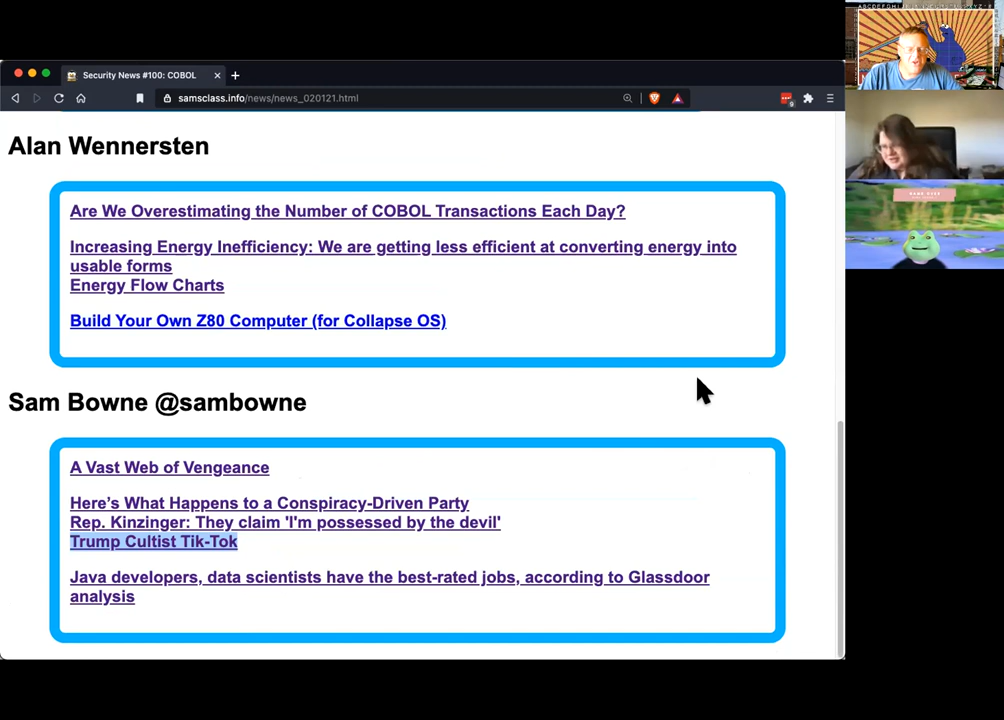 Security News #100: COBOL
samsclass.info/news/news_020121.html
Alan Wennersten
Are We Overestimating the Number of COBOL Transactions Each Day?
Increasing Energy Inefficiency: We are getting less efficient at converting energy into
usable forms
Energy Flow Charts
Build Your Own Z80 Computer (for Collapse OS)
Sam Bowne @sambowne
A Vast Web of Vengeance
Here's What Happens to a Conspiracy-Driven Party
Rep. Kinzinger: They claim 'I'm possessed by the devil'
Trump Cultist Tik-Tok
Java developers, data scientists have the best-rated jobs, according to Glassdoor
analysis